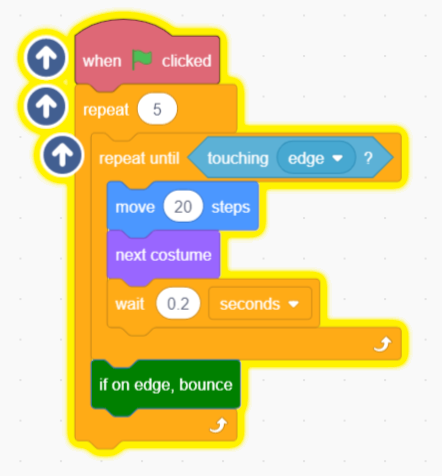 when clicked
repeat 5
repeat until touching edge ?
move 20 steps
next costume
wait 0.2 seconds
if on edge, bounce